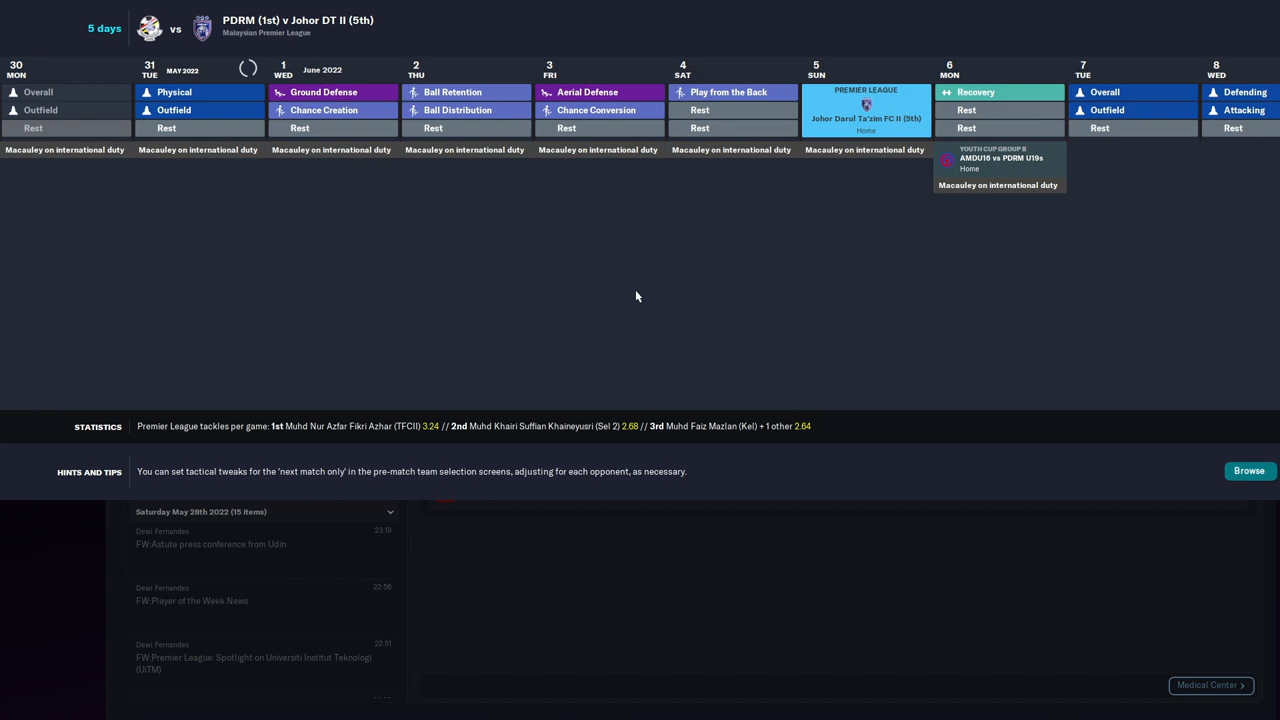 5 days
vs
PDRM (1st) v Johor DT II (5th)
Malaysian Premier League
30
MON
31
TUE MAY 2022
1
WED June 2022
2
THU
3
FRI
4
SAT
5
SUN
6
MON
7
TUE
8
WED
Overall
Outfield
Rest
Physical
Outfield
Rest
Ground Defense
Chance Creation
Rest
Ball Retention
Ball Distribution
Rest
Aerial Defense
Chance Conversion
Rest
Play from the Back
Rest
Rest
PREMIER LEAGUE
Johor Darul Ta'zim FC II (5th)
Home
Recovery
Rest
Rest
Overall
Outfield
Rest
Defending
Attacking
Rest
Macauley on international duty
Macauley on international duty
Macauley on international duty
Macauley on international duty
Macauley on international duty
Macauley on international duty
Macauley on international duty
YOUTH CUP GROUP B
AMDU16 vs PDRM U19s
Home
Macauley on international duty
STATISTICS
Premier League tackles per game: 1st Muhd Nur Azfar Fikri Azhar (TFCII) 3.24 // 2nd Muhd Khairi Suffian Khaineyusri (Sel 2) 2.68 // 3rd Muhd Faiz Mazlan (Kel) + 1 other 2.64
HINTS AND TIPS
You can set tactical tweaks for the 'next match only' in the pre-match team selection screens, adjusting for each opponent, as necessary.
Browse
Saturday May 28th 2022 (15 items)
Dewi Fernandes 23:19
FW:Astute press conference from Udin
Dewi Fernandes 22:56
FW:Player of the Week News
Dewi Fernandes 22:51
FW:Premier League: Spotlight on Universiti Institut Teknologi
(UiTM)
Medical Center